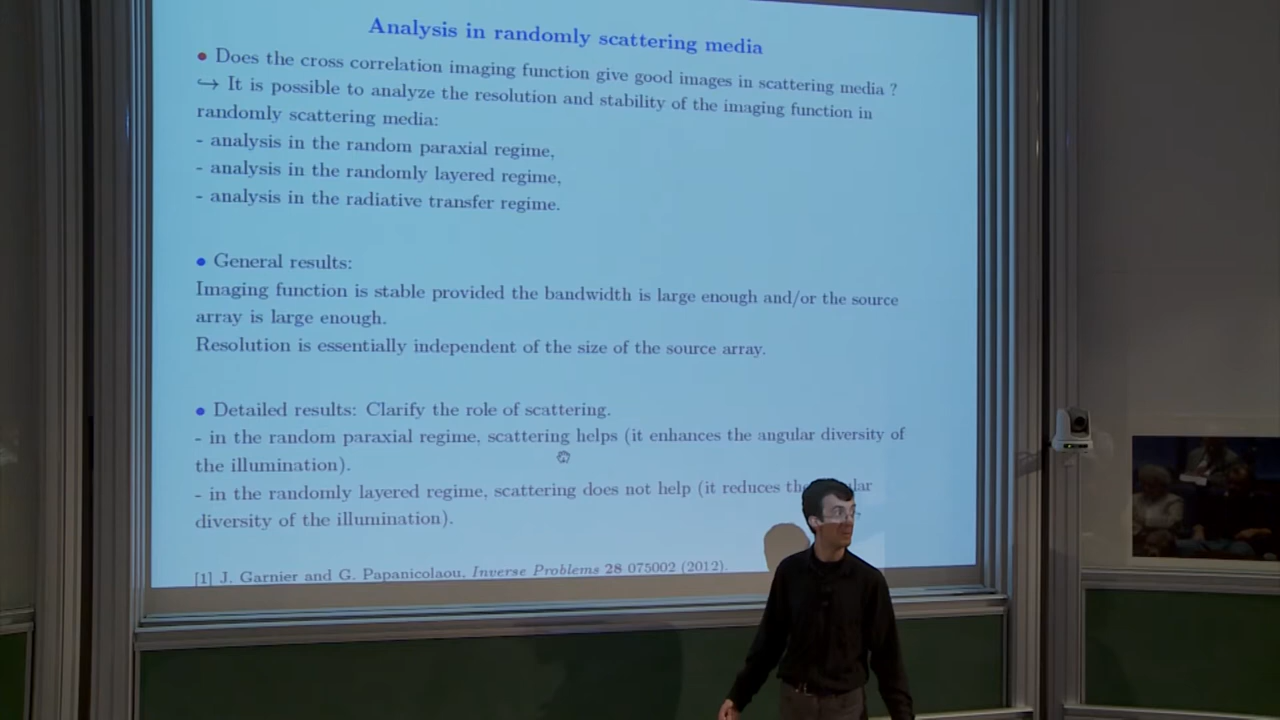 Analysis in randomly scattering media
• Does the cross correlation imaging function give good images in scattering media ?
↪ It is possible to analyze the resolution and stability of the imaging function in
randomly scattering media:
- analysis in the random paraxial regime,
- analysis in the randomly layered regime,
- analysis in the radiative transfer regime.
• General results:
Imaging function is stable provided the bandwidth is large enough and/or the source
array is large enough.
Resolution is essentially independent of the size of the source array.
• Detailed results: Clarify the role of scattering.
- in the random paraxial regime, scattering helps (it enhances the angular diversity of
the illumination).
- in the randomly layered regime, scattering does not help (it reduces
diversity of the illumination).
[1] J. Garnier and G. Papanicolaou, Inverse Problems 28 075002 (2012).